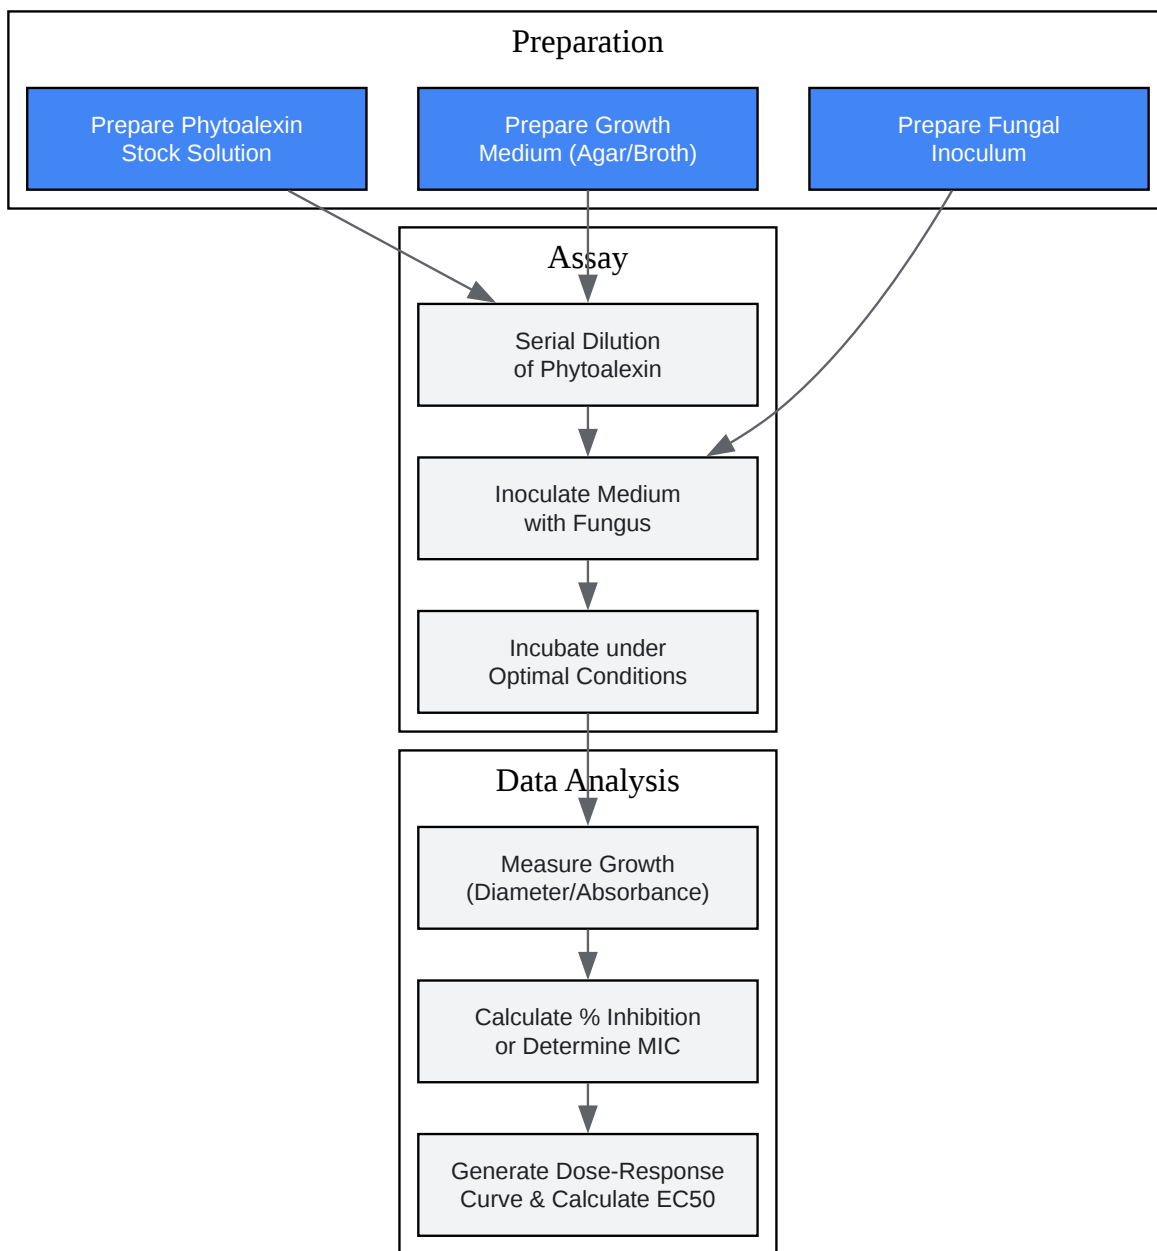 Preparation
Prepare Phytoalexin
Stock Solution
Prepare Growth
Medium (Agar/Broth)
Prepare Fungal
Inoculum
Assay
Serial Dilution
of Phytoalexin
Inoculate Medium
with Fungus
Incubate under
Optimal Conditions
Data Analysis
Measure Growth
(Diameter/Absorbance)
Calculate % Inhibition
or Determine MIC
Generate Dose-Response
Curve & Calculate EC50